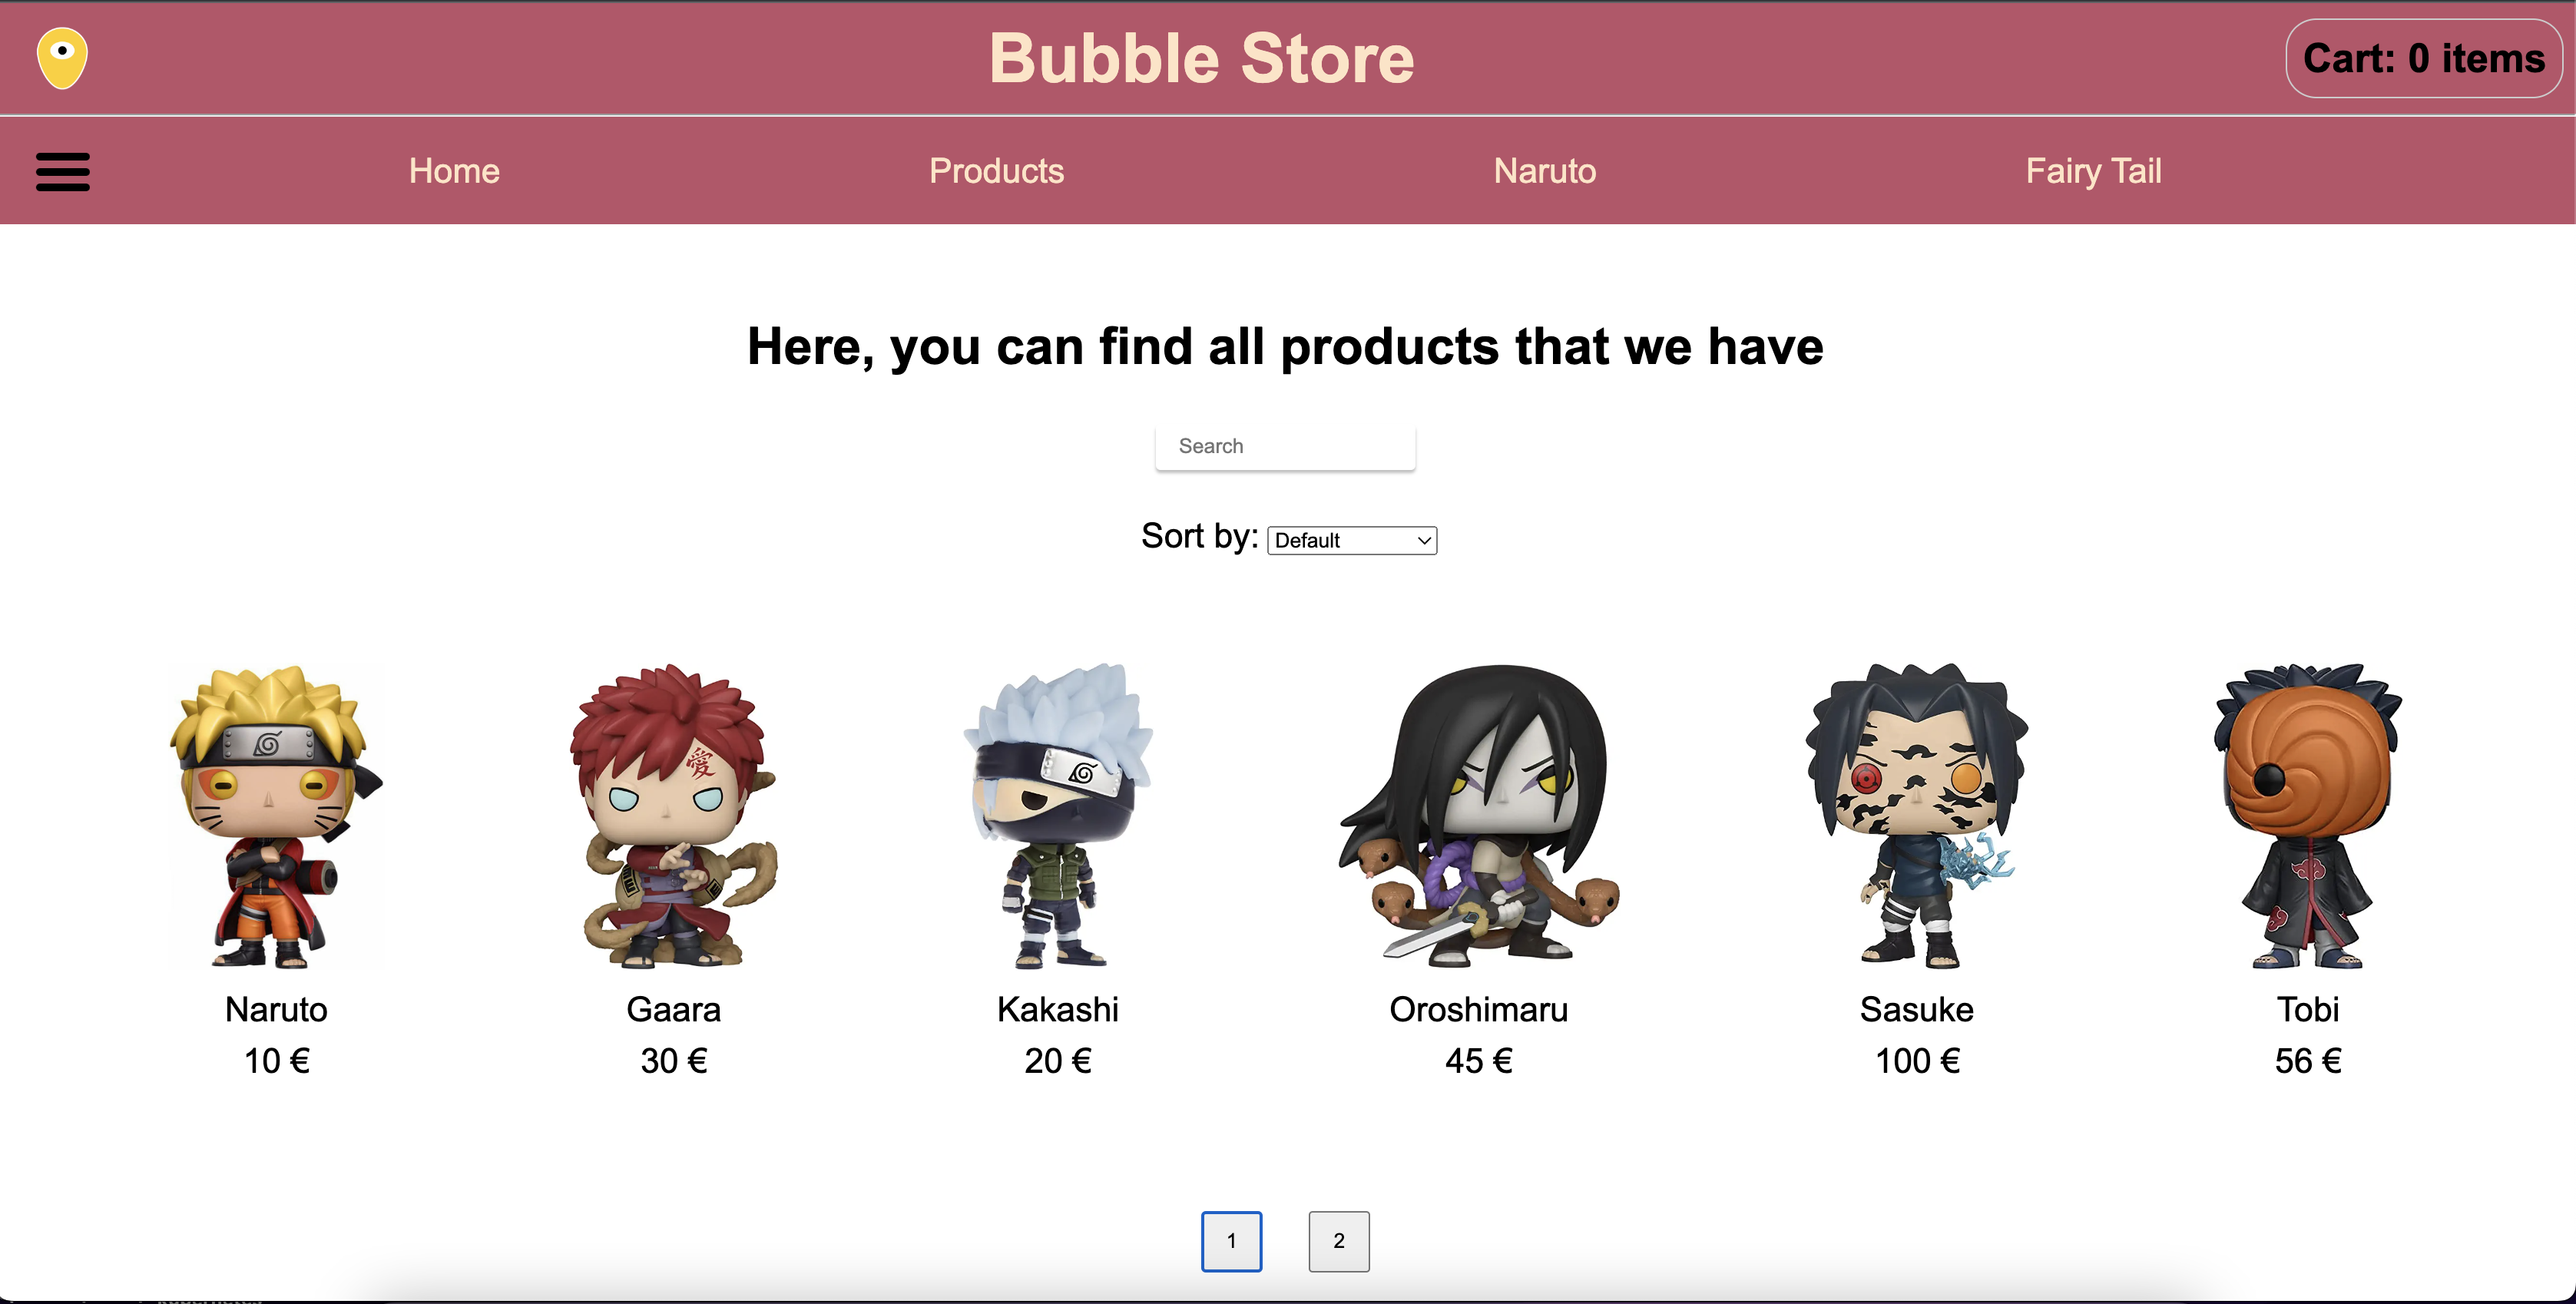 Bubble Store
Cart: 0 items
Home
Products
Naruto
Fairy Tail
Here, you can find all products that we have
Search
Sort by: Default
愛
Naruto
Gaara
Kakashi
Oroshimaru
Sasuke
Tobi
10 €
30 €
20 €
45 €
100 €
56 €
1
2